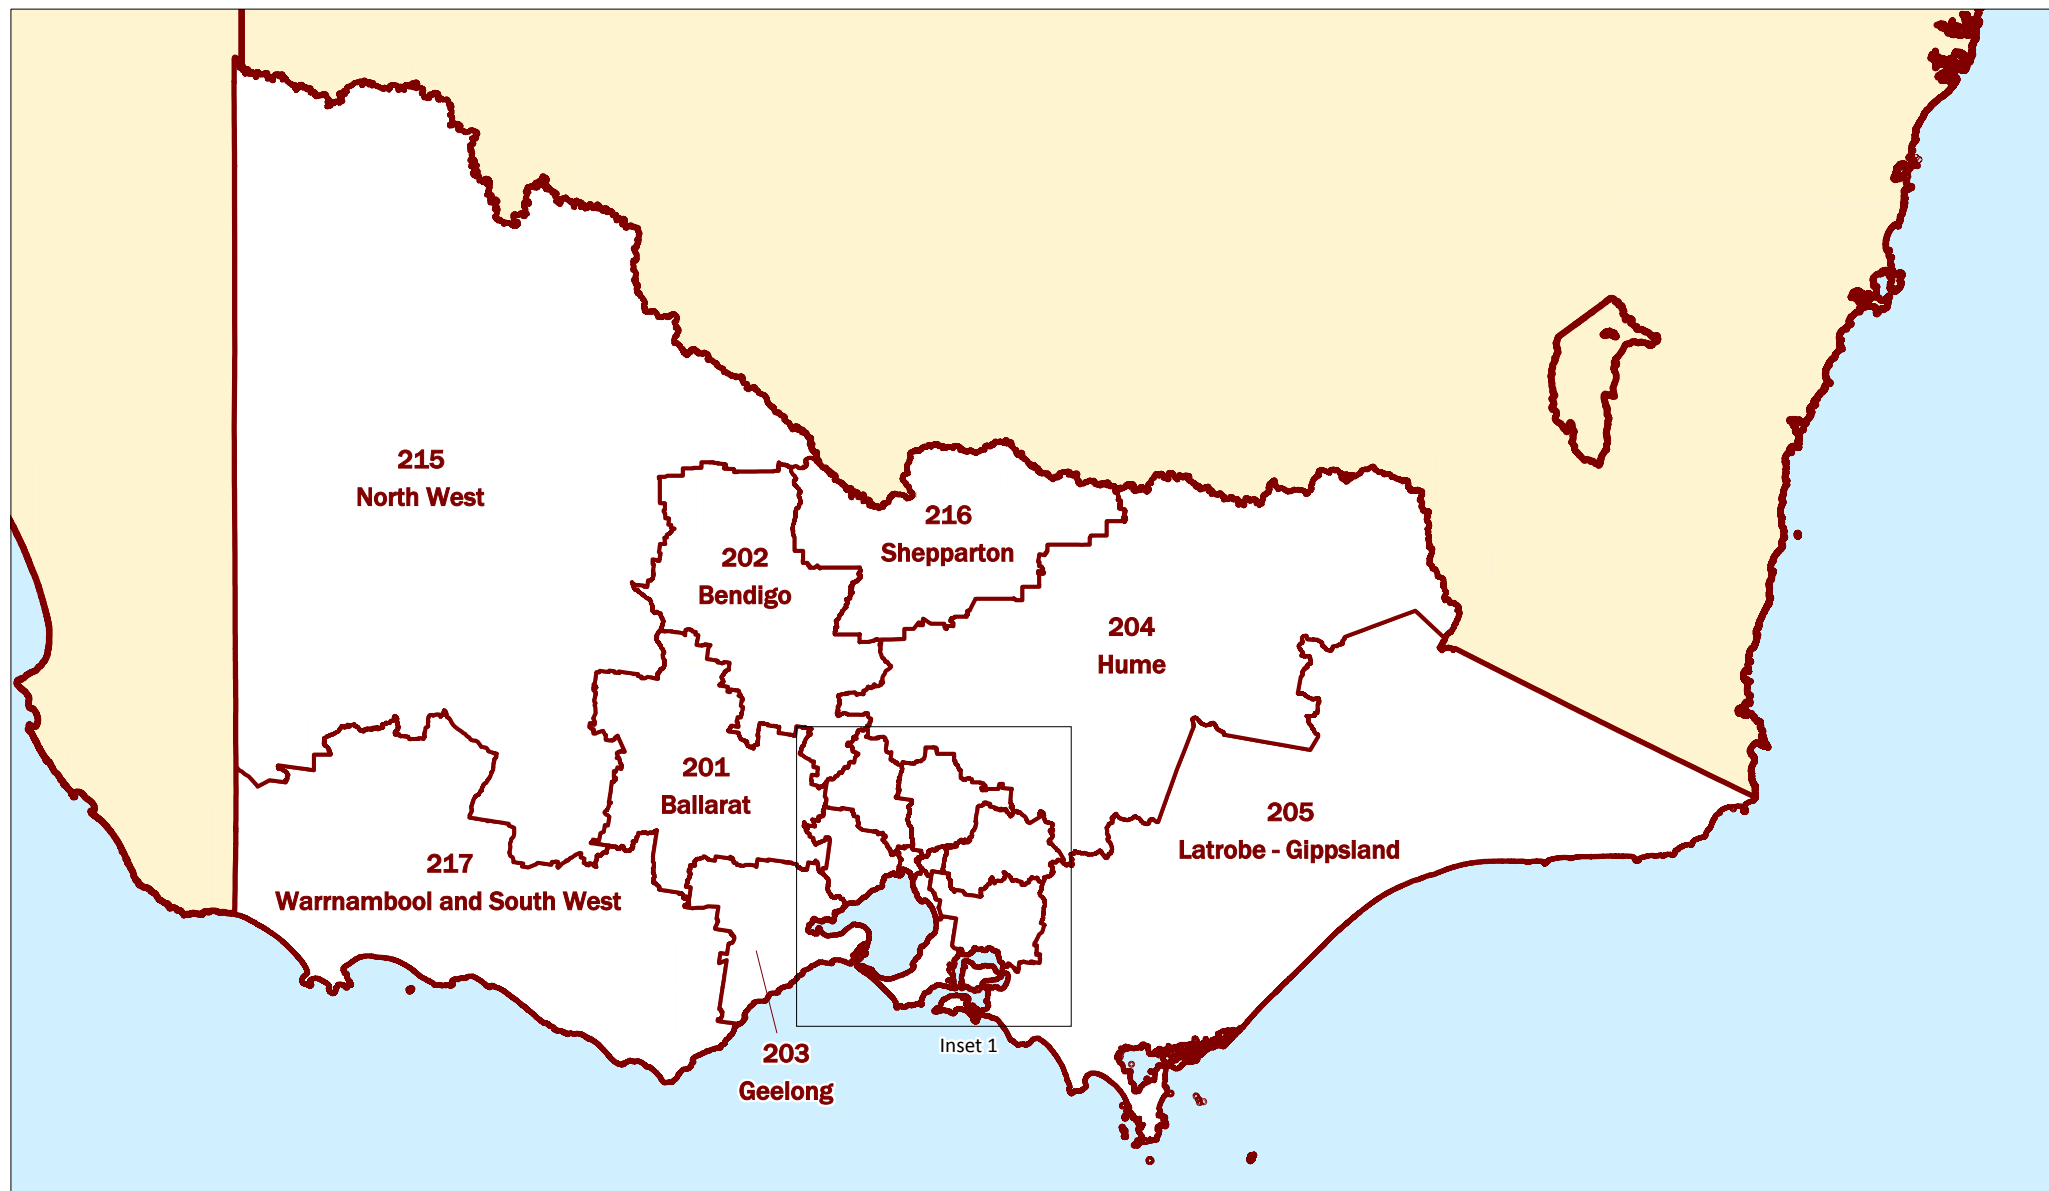 215
North West
216
Shepparton
202
Bendigo
204
Hume
201
Ballarat
205
Latrobe - Gippsland
217
Warrnambool and South West
Inset 1
203
Geelong